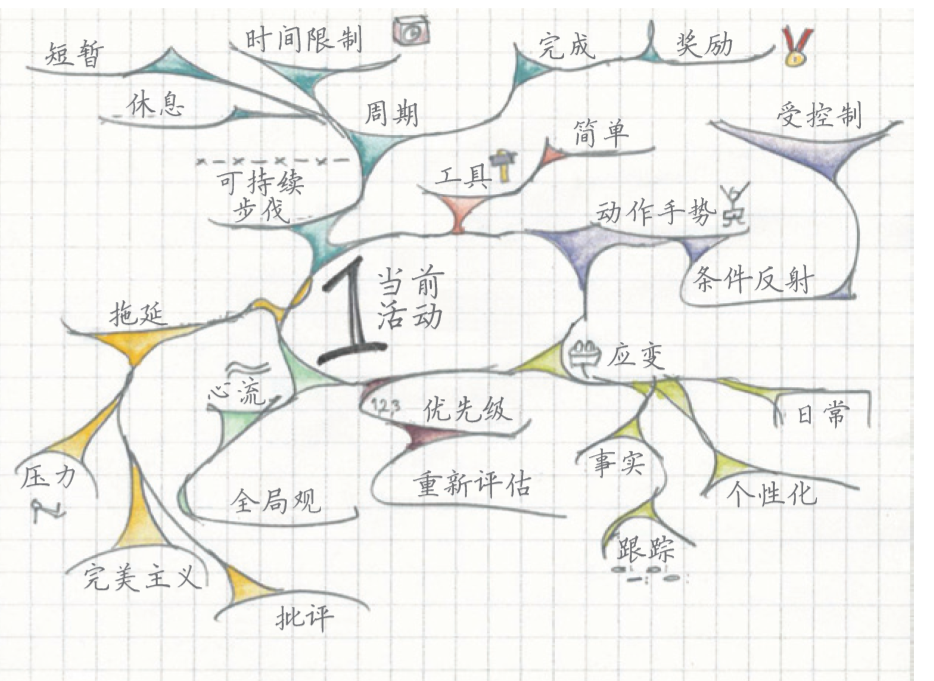 时间限制
短暂
完成
奖励
休息
周期
受控制
简单
工具
可持续
步伐
动作手势
条件反射
1
当前
活动
拖延
应变
心流
1,2,3
优先级
日常
事实
压力
全局观
重新评估
个性化
跟踪
完美主义
批评